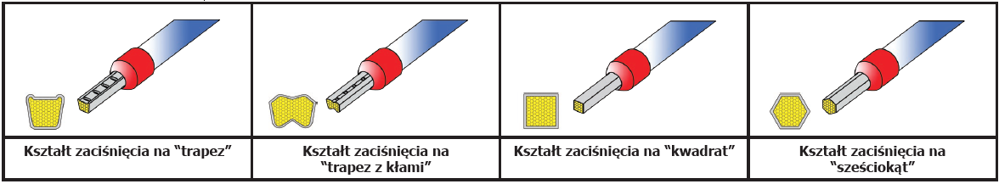 Kształt zaciśnięcia na “trapez”
Kształt zaciśnięcia na
“trapez z kłami”
Kształt zaciśnięcia na “kwadrat”
Kształt zaciśnięcia na
“sześciokąt”